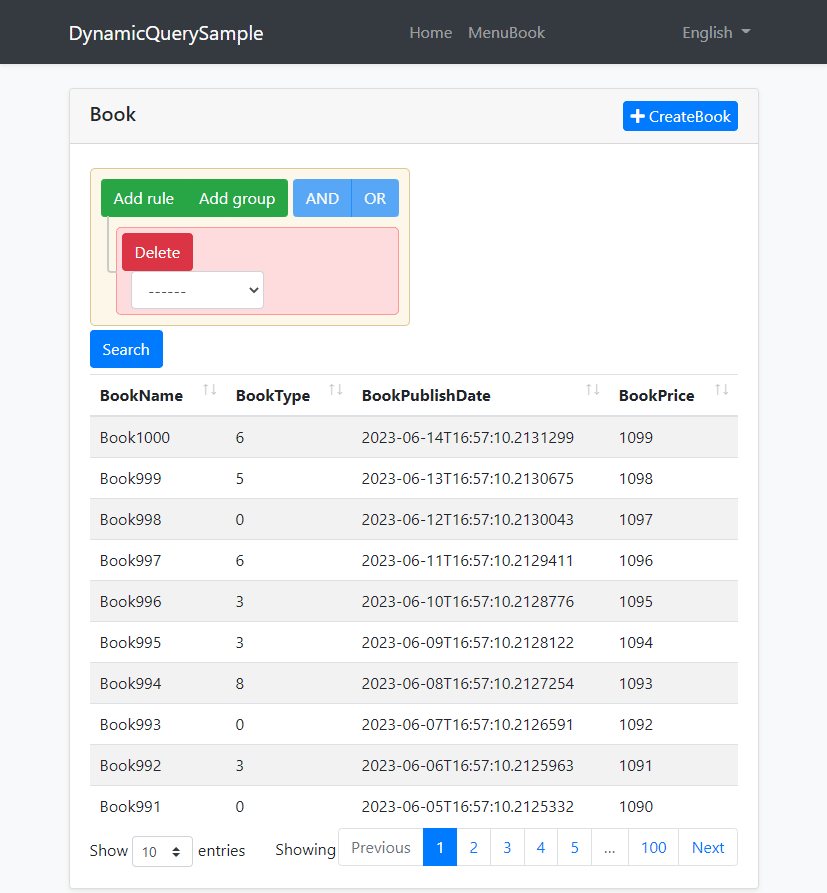 DynamicQuerySample Home MenuBook English
Book CreateBook
Add rule Add group AND OR
Delete
------
Search
BookName BookType BookPublishDate BookPrice
Book1000 6 2023-06-14T16:57:10.2131299 1099
Book999 5 2023-06-13T16:57:10.2130675 1098
Book998 0 2023-06-12T16:57:10.2130043 1097
Book997 6 2023-06-11T16:57:10.2129411 1096
Book996 3 2023-06-10T16:57:10.2128776 1095
Book995 3 2023-06-09T16:57:10.2128122 1094
Book994 8 2023-06-08T16:57:10.2127254 1093
Book993 0 2023-06-07T16:57:10.2126591 1092
Book992 3 2023-06-06T16:57:10.2125963 1091
Book991 0 2023-06-05T16:57:10.2125332 1090
Show 10 entries Showing Previous 1 2 3 4 5 ... 100 Next